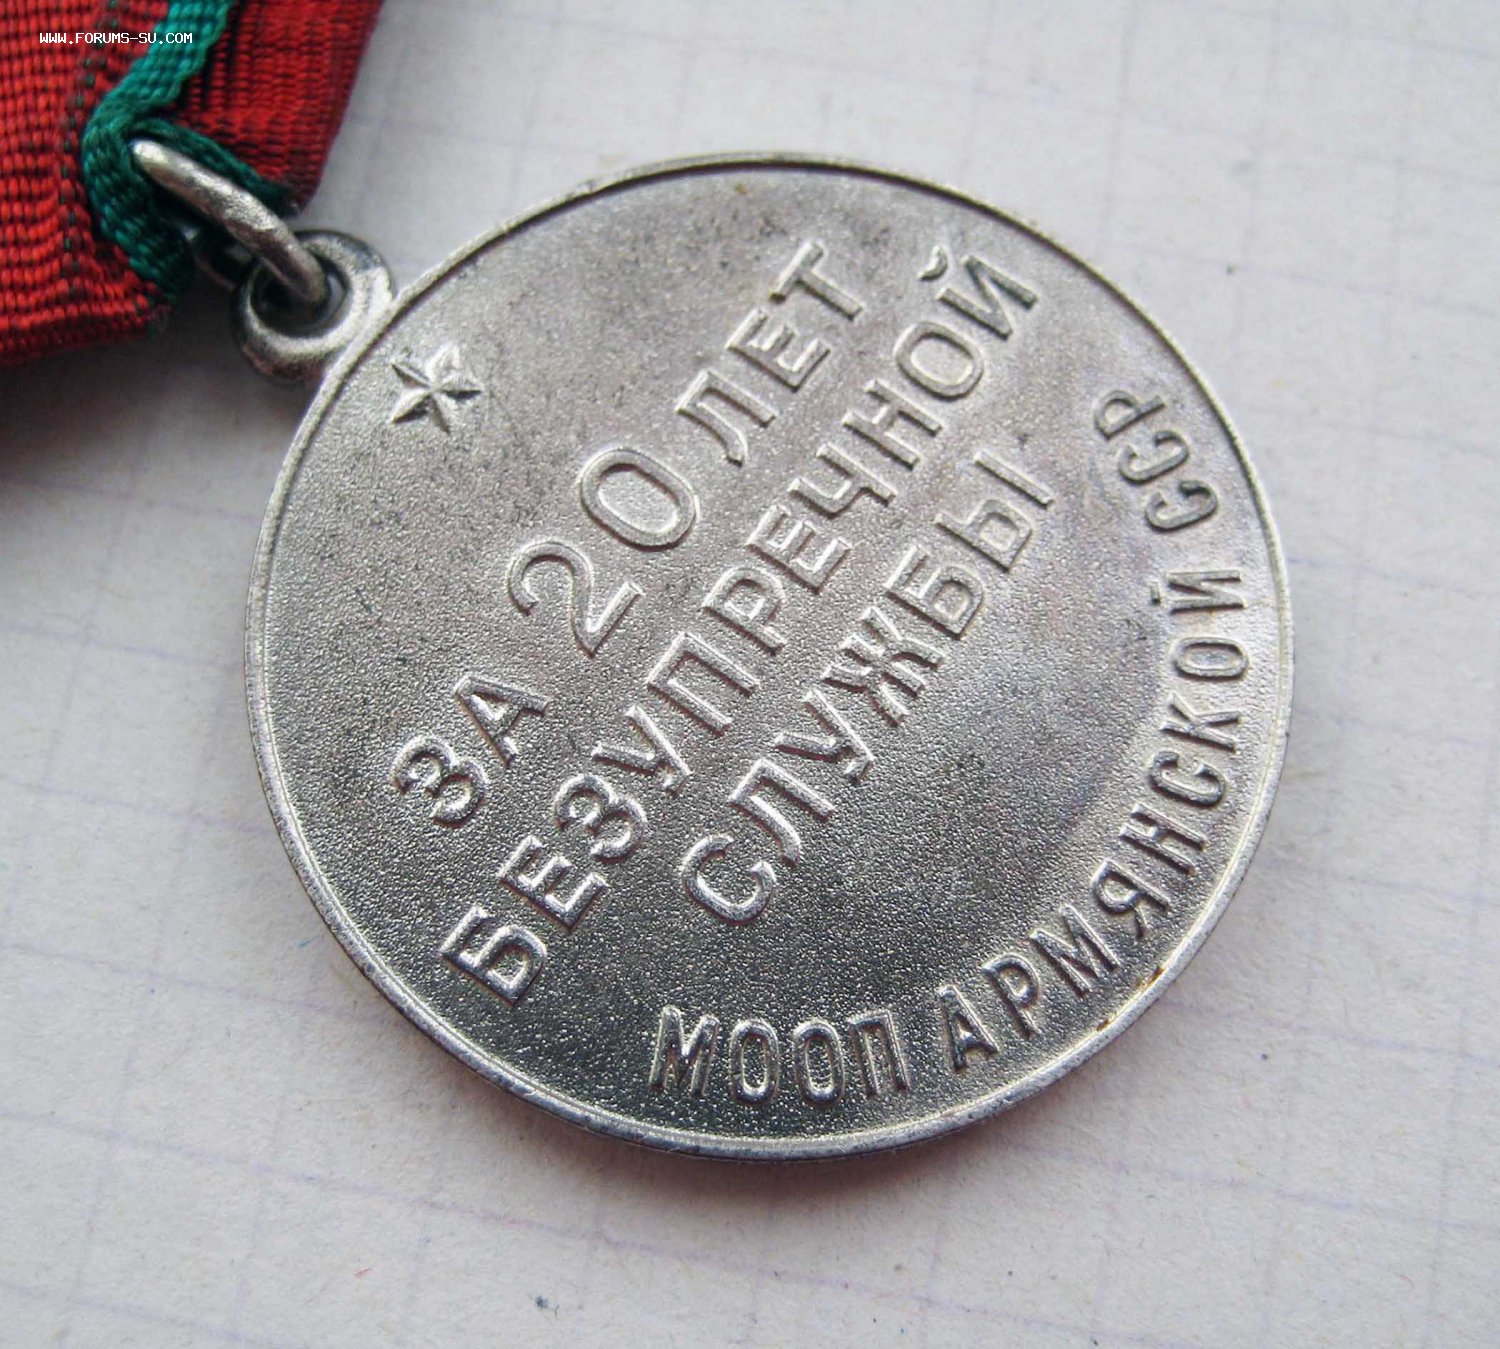 WWW.FORUMS-SU.COM
ЗА 20 ЛЕТ
БЕЗУПРЕЧНОЙ
СЛУЖБЫ
МООП АРМЯНСКОЙ ССР